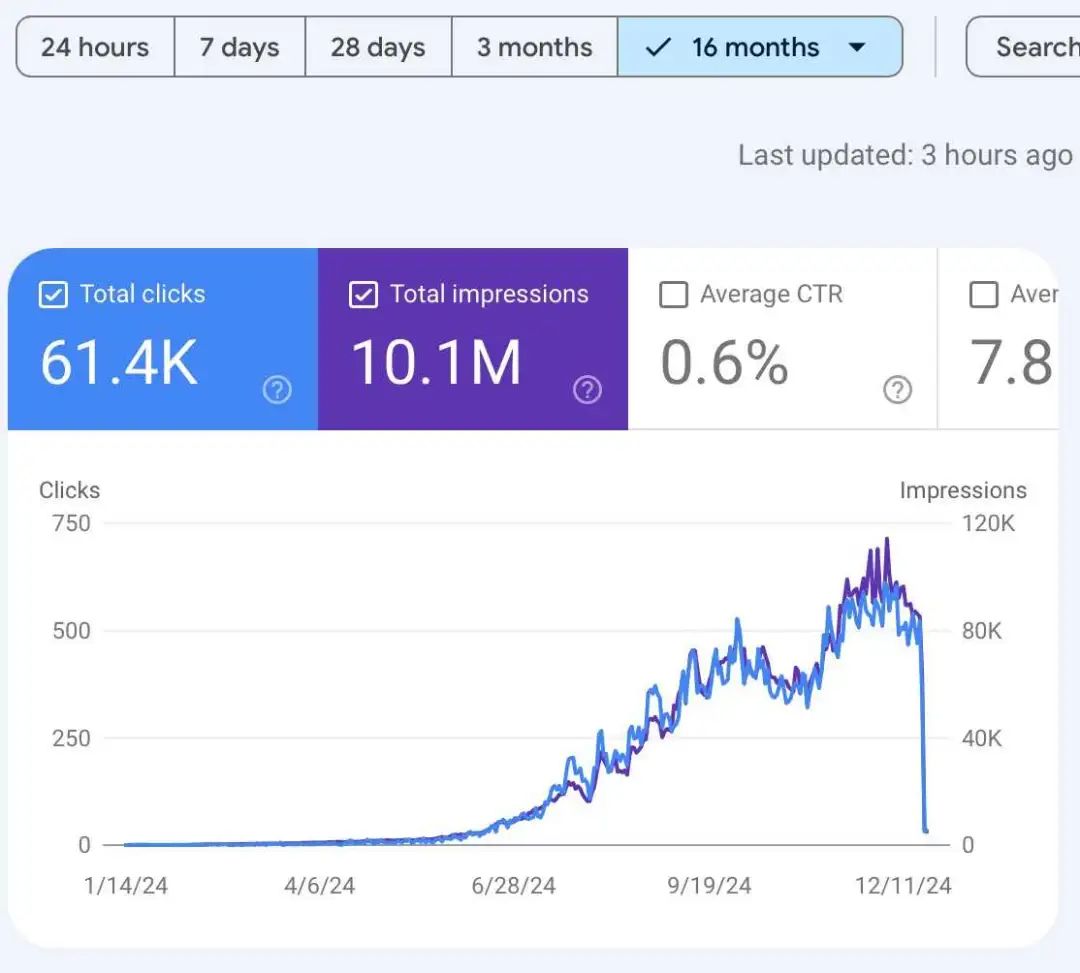 24 hours 7 days 28 days 3 months 16 months Search
Last updated: 3 hours ago
Total clicks Total impressions Average CTR Aver
61.4K 10.1M 0.6% 7.8
Clicks Impressions
750 120K
500 80K
250 40K
0 0
1/14/24 4/6/24 6/28/24 9/19/24 12/11/24